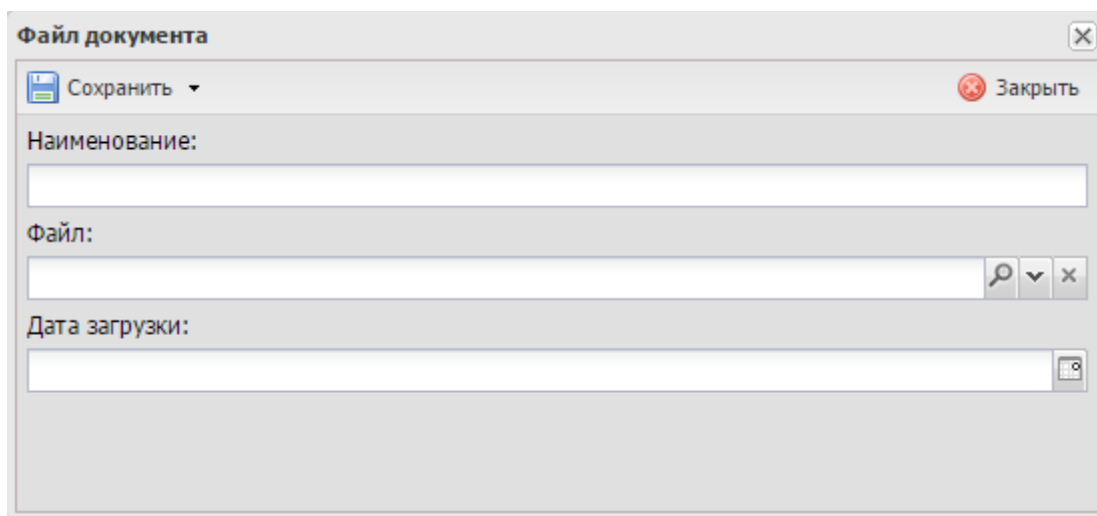 Файл документа
Сохранить
Закрыть
Наименование:
Файл:
Дата загрузки: